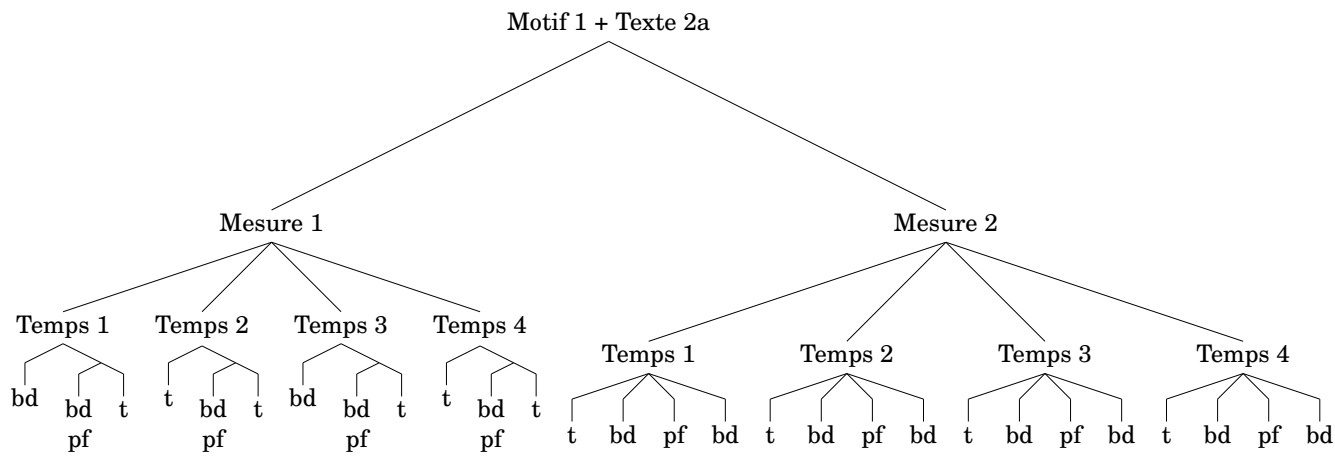 Motif 1 + Texte 2a
Mesure 1 Mesure 2
Temps 1 Temps 2 Temps 3 Temps 4
Temps 1 Temps 2 Temps 3 Temps 4
bd bd t t bd t bd bd t t bd t
pf pf pf pf
t bd pf bd t bd pf bd t bd pf bd t bd pf bd